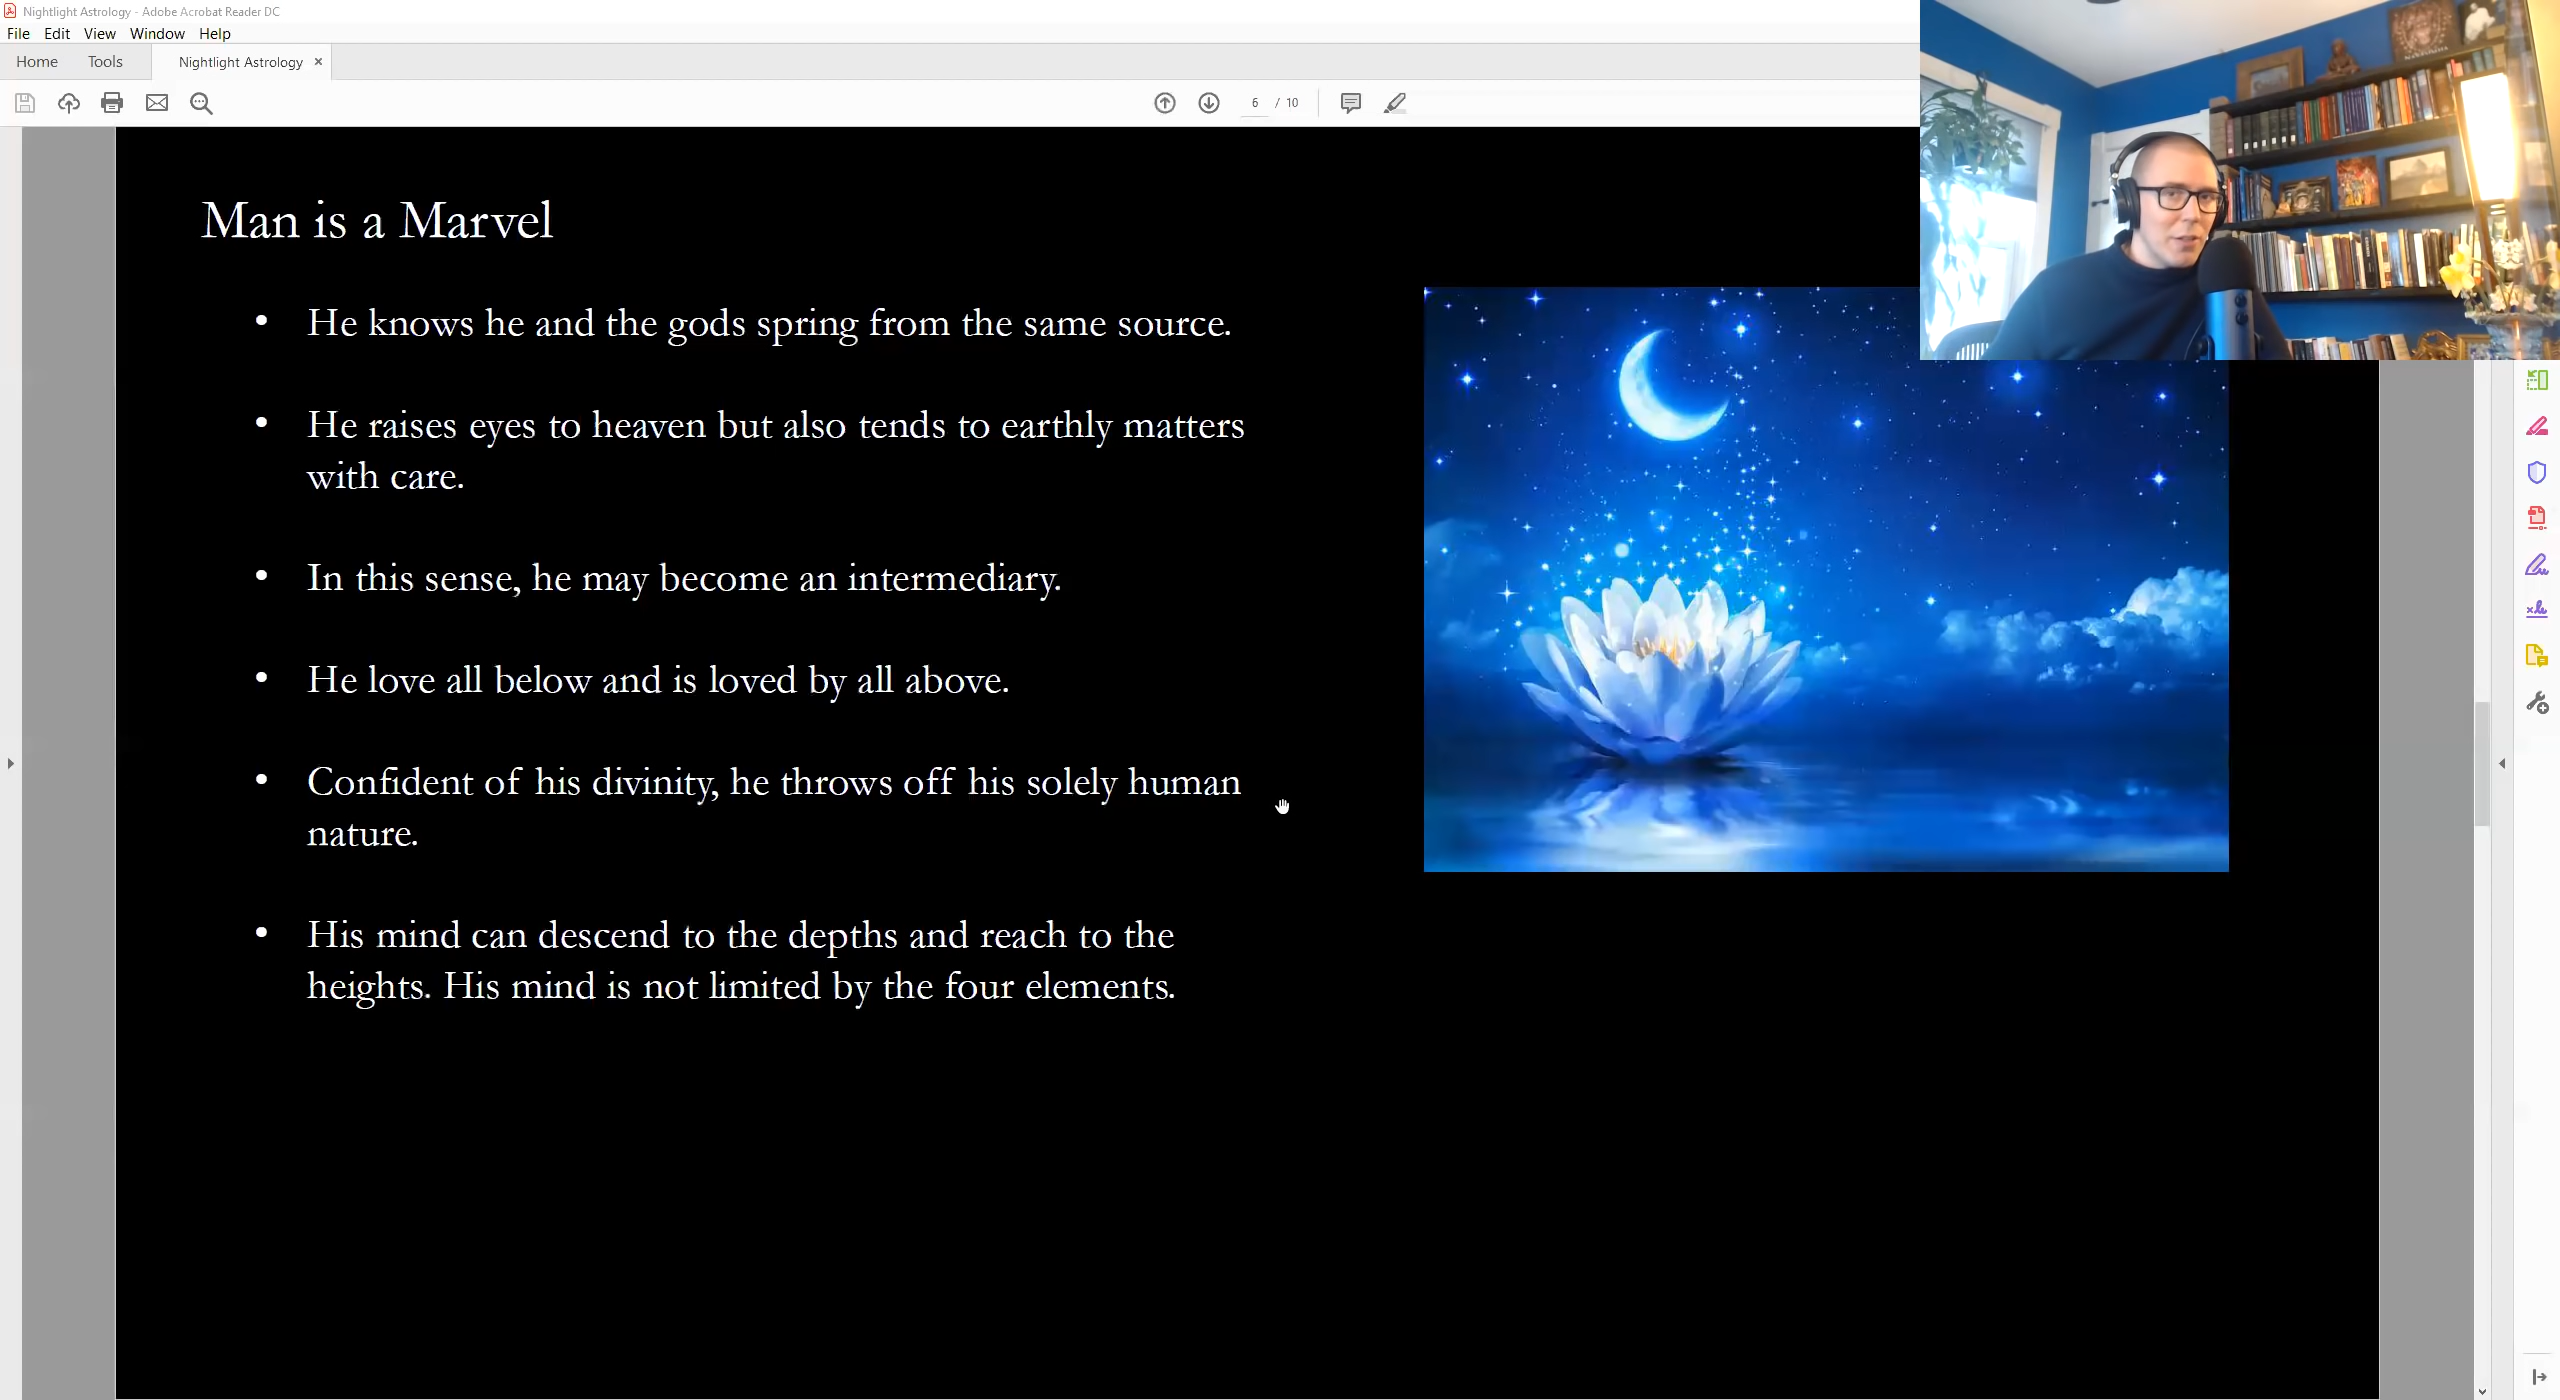 Nightlight Astrology - Adobe Acrobat Reader DC
File Edit View Window Help
Home Tools Nightlight Astrology ×
6 / 10
Man is a Marvel
• He knows he and the gods spring from the same source.
• He raises eyes to heaven but also tends to earthly matters
with care.
• In this sense, he may become an intermediary.
• He love all below and is loved by all above.
• Confident of his divinity, he throws off his solely human
nature.
• His mind can descend to the depths and reach to the
heights. His mind is not limited by the four elements.